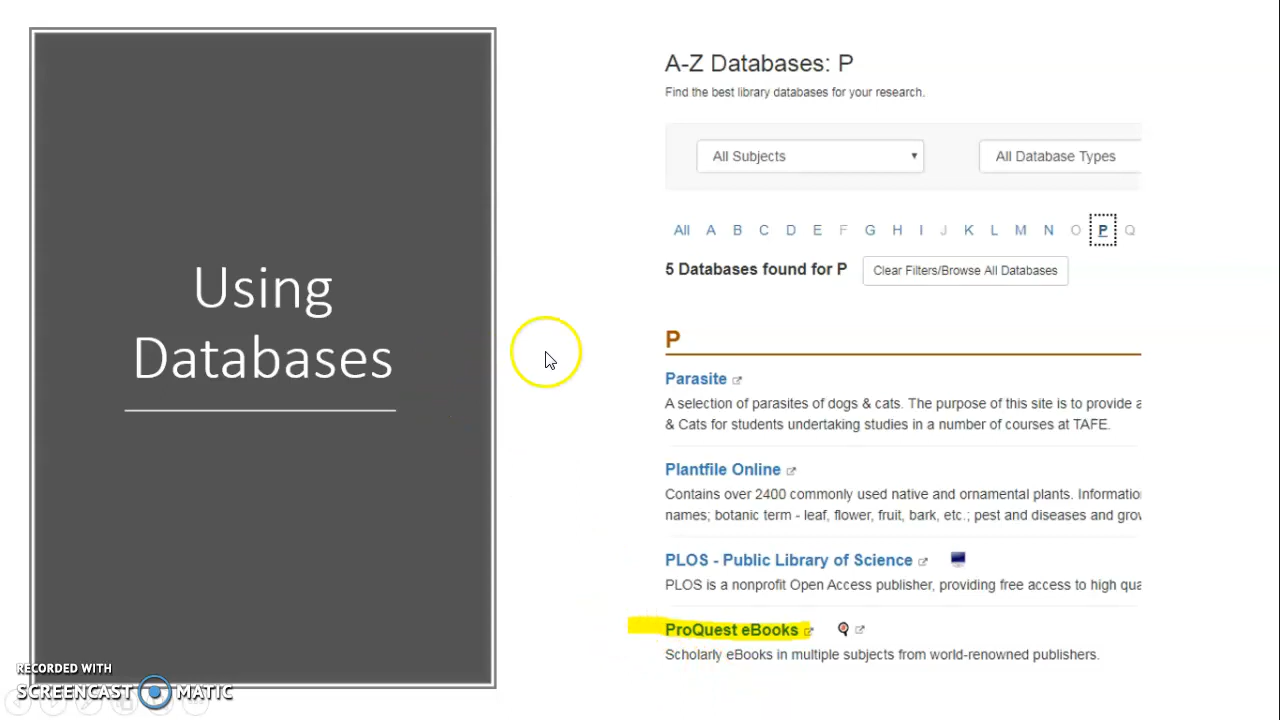 Using
Databases
A-Z Databases: P
Find the best library databases for your research.
All Subjects
All Database Types
All A B C D E F G H I J K L M N O P Q
5 Databases found for P
Clear Filters/Browse All Databases
P
Parasite
A selection of parasites of dogs & cats. The purpose of this site is to provide a
& Cats for students undertaking studies in a number of courses at TAFE.
Plantfile Online
Contains over 2400 commonly used native and ornamental plants. Informatio
names; botanic term - leaf, flower, fruit, bark, etc.; pest and diseases and grov
PLOS - Public Library of Science
PLOS is a nonprofit Open Access publisher, providing free access to high qua
ProQuest eBooks
Scholarly eBooks in multiple subjects from world-renowned publishers.
RECORDED WITH
SCREENCAST MATIC